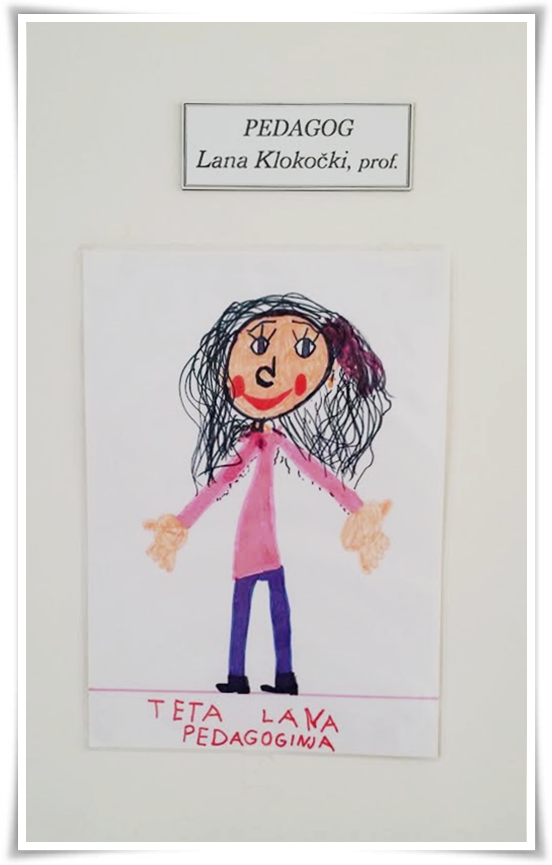 PEDAGOG
Lana Klokočki, prof.
TETA LANA
PEDAGOGINJA